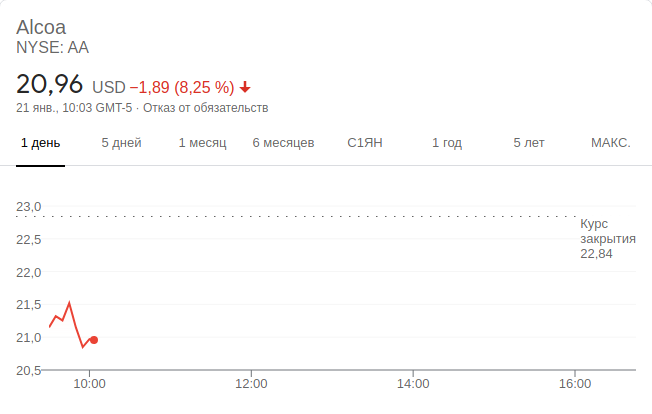 Alcoa
NYSE: AA
20,96 USD −1,89 (8,25 %)
21 янв., 10:03 GMT-5 · Отказ от обязательств
1 день 5 дней 1 месяц 6 месяцев С1ЯН 1 год 5 лет МАКС.
23,0
Курс
22,5
закрытия
22,84
22,0
21,5
21,0
20,5
10:00 12:00 14:00 16:00